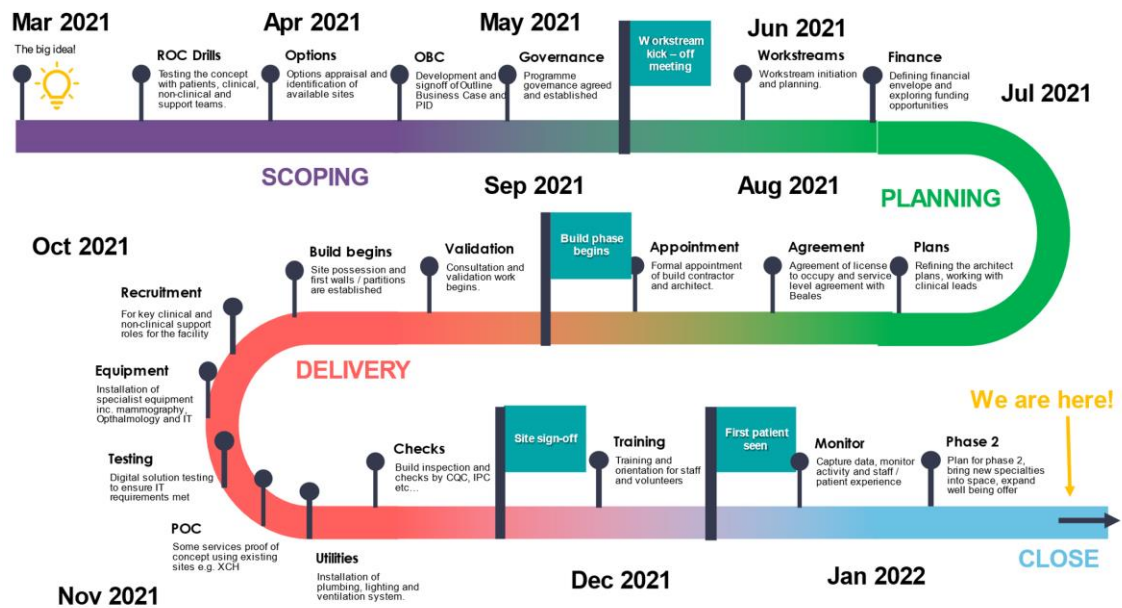 Mar 2021
Apr 2021
May 2021
Jun 2021
Jul 2021
The big idea!
ROC Drills
Testing the concept
with patients, clinical,
non-clinical and
support teams.
Options
Options appraisal and
identification of
available sites
OBC
Development and
signoff of Outline
Business Case and
PID
Governance
Programme
governance agreed
and established
Workstream
kick – off
meeting
Workstreams
Workstream initiation
and planning.
Finance
Defining financial
envelope and
exploring funding
opportunities
SCOPING
PLANNING
Aug 2021
Sep 2021
Oct 2021
Plans
Refining the architect
plans, working with
clinical leads
Agreement
Agreement of license
to occupy and service
level agreement with
Beales
Appointment
Formal appointment
of build contractor
and architect.
Build phase
begins
Validation
Consultation and
validation work
begins.
Build begins
Site possession and
first walls / partitions
are established
Recruitment
For key clinical and
non-clinical support
roles for the facility
DELIVERY
Equipment
Installation of
specialist equipment
inc. mammography,
Opthalmology and IT
Testing
Digital solution testing
to ensure IT
requirements met
POC
Some services proof of
concept using existing
sites e.g. XCH
Nov 2021
Utilities
Installation of
plumbing, lighting and
ventilation system.
Checks
Build inspection and
checks by CQC, IPC
etc...
Site sign-off
Training
Training and
orientation for staff
and volunteers
Dec 2021
First patient
seen
Monitor
Capture data, monitor
activity and staff /
patient experience
Jan 2022
Phase 2
Plan for phase 2,
bring new specialties
into space, expand
well being offer
We are here!
CLOSE